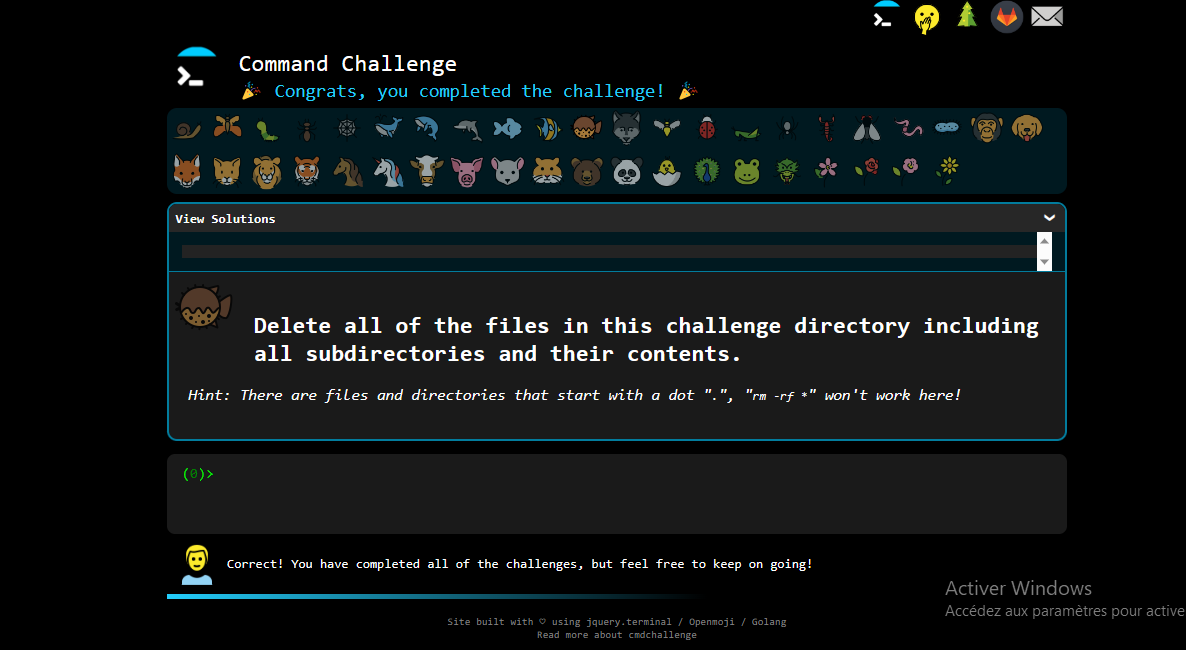 Command Challenge
Congrats, you completed the challenge!
View Solutions
Delete all of the files in this challenge directory including
all subdirectories and their contents.
Hint: There are files and directories that start with a dot ".", "rm -rf *" won't work here!
(0)>
Correct! You have completed all of the challenges, but feel free to keep on going!
Activer Windows
Accédez aux paramètres pour active
Site built with ♡ using jquery.terminal / Openmoji / Golang
Read more about cmdchallenge